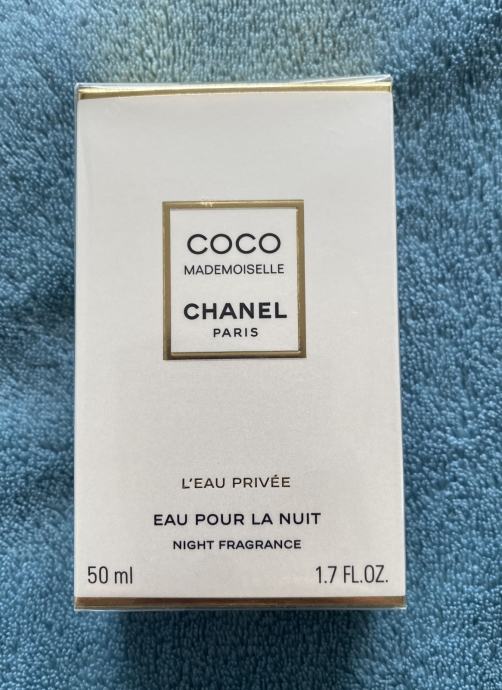 COCO
MADEMOISELLE
CHANEL
PARIS
L'EAU PRIVÉE
EAU POUR LA NUIT
NIGHT FRAGRANCE
50 ml 1.7 FL.OZ.